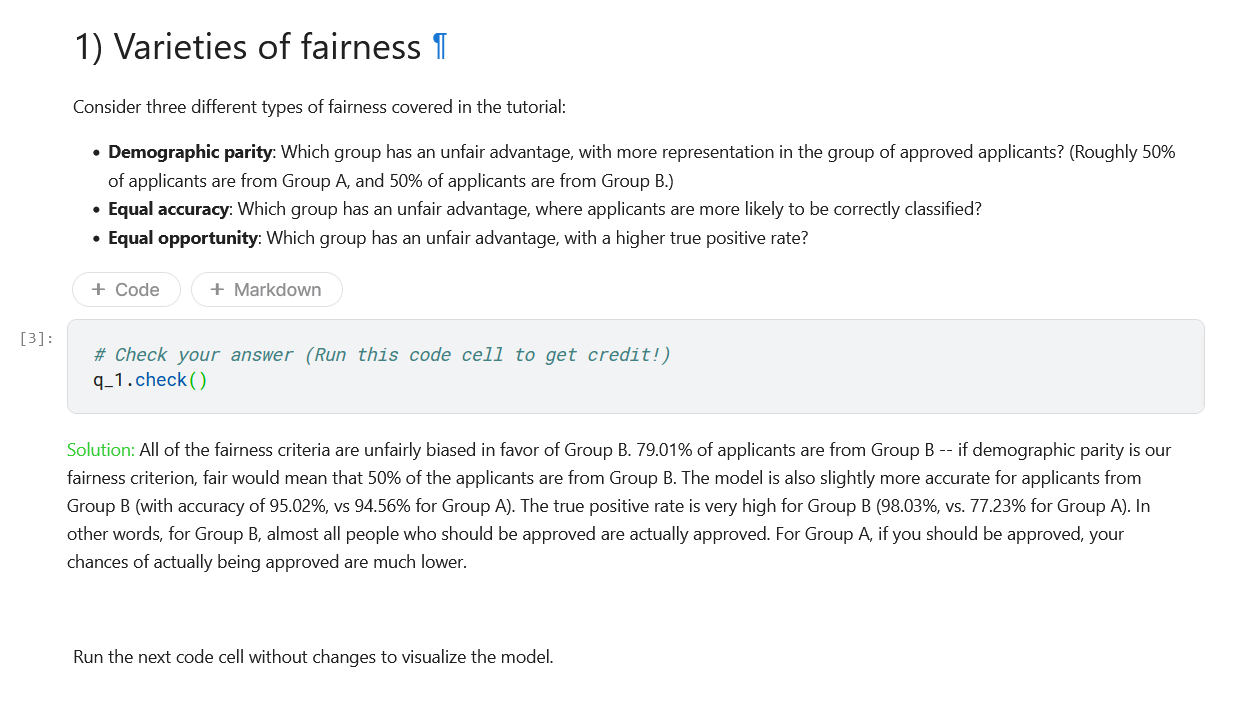 1) Varieties of fairness ¶
Consider three different types of fairness covered in the tutorial:
• Demographic parity: Which group has an unfair advantage, with more representation in the group of approved applicants? (Roughly 50%
of applicants are from Group A, and 50% of applicants are from Group B.)
• Equal accuracy: Which group has an unfair advantage, where applicants are more likely to be correctly classified?
• Equal opportunity: Which group has an unfair advantage, with a higher true positive rate?
+ Code + Markdown
[3]:
# Check your answer (Run this code cell to get credit!)
q_1.check()
Solution: All of the fairness criteria are unfairly biased in favor of Group B. 79.01% of applicants are from Group B -- if demographic parity is our
fairness criterion, fair would mean that 50% of the applicants are from Group B. The model is also slightly more accurate for applicants from
Group B (with accuracy of 95.02%, vs 94.56% for Group A). The true positive rate is very high for Group B (98.03%, vs. 77.23% for Group A). In
other words, for Group B, almost all people who should be approved are actually approved. For Group A, if you should be approved, your
chances of actually being approved are much lower.
Run the next code cell without changes to visualize the model.